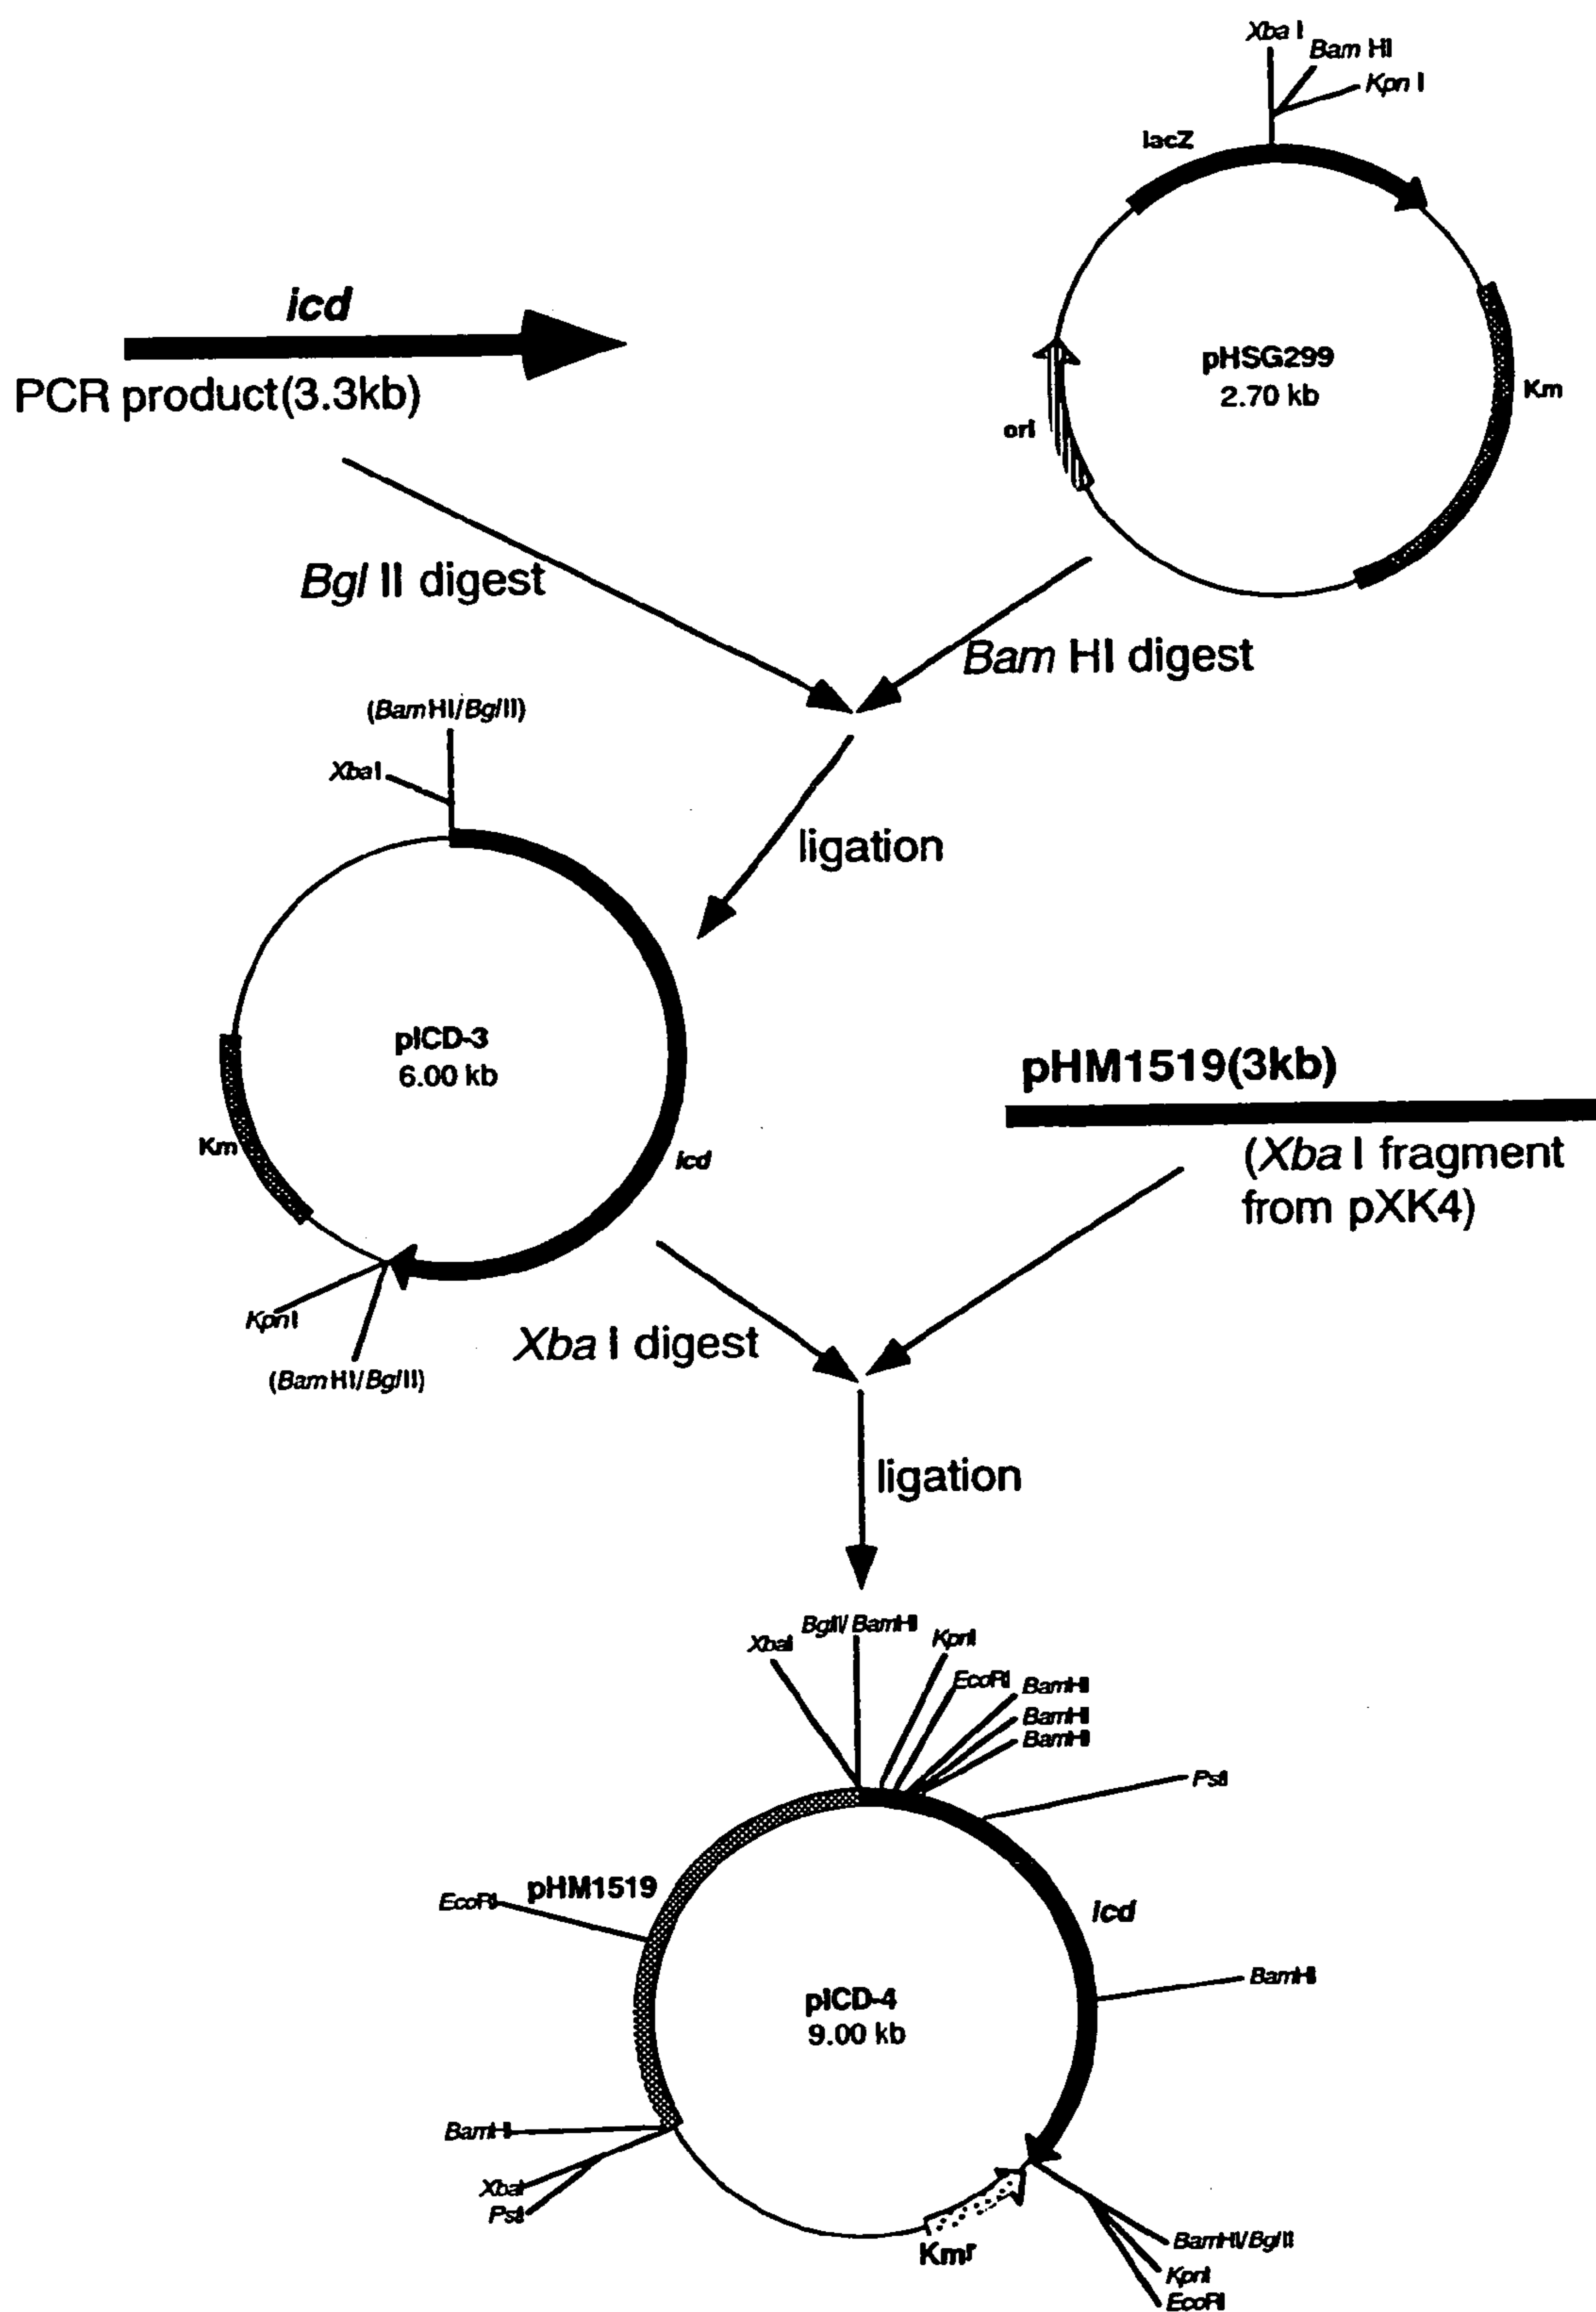 Xba I
Bam HI
Kpn I
lacZ
icd
PCR product(3.3kb)
pHSG299
2.70 kb
Km
ori
Bgl II digest
Bam HI digest
(BamHI/BglII)
XbaI
ligation
pICD-3
6.00 kb
Km
icd
KpnI
(BamHI/BglII)
pHM1519(3kb)
(Xba I fragment
from pXK4)
Xba I digest
ligation
XbaI
BglII/BamHI
KpnI
EcoRI
BamHI
BamHI
BamHI
PstI
EcoRI
pHM1519
icd
BamHI
pICD-4
9.00 kb
BamHI
XbaI
PstI
Kmr
BamHI/BglII
KpnI
EcoRI